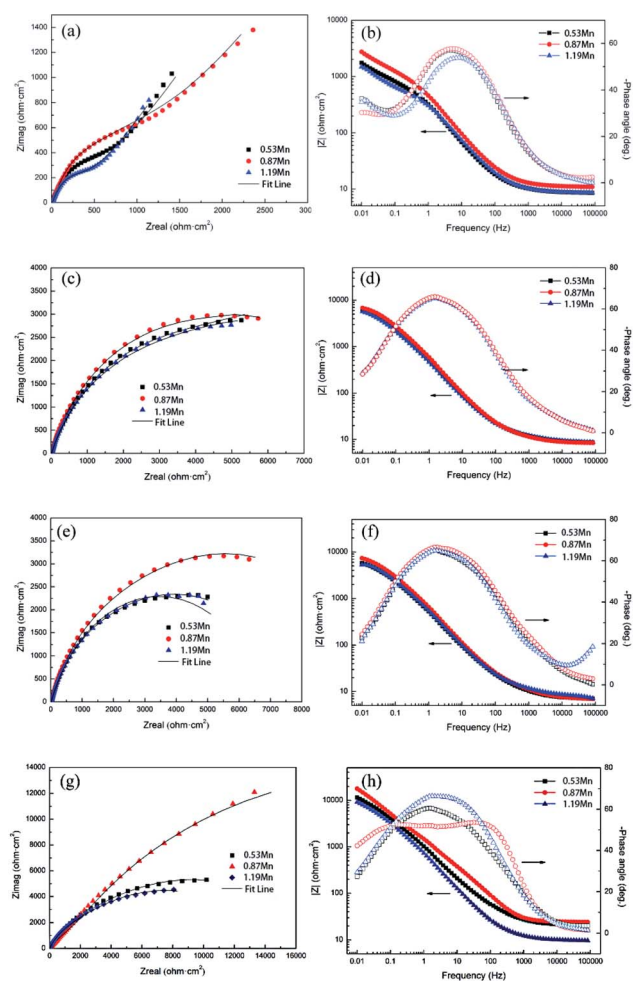 (a)
Zimag (ohm·cm²)
1400
1200
1000
800
600
400
200
0
0.53Mn
0.87Mn
1.19Mn
Fit Line
0 500 1000 1500 2000 2500 300
Zreal (ohm·cm²)
(b)
|Z| (ohm·cm²)
10000
1000
100
10
0.53Mn
0.87Mn
1.19Mn
80
60
40
20
0
-Phase angle (deg.)
0.01 0.1 1 10 100 1000 10000 100000
Frequency (Hz)
(c)
Zimag (ohm·cm²)
4000
3500
3000
2500
2000
1500
1000
500
0
0.53Mn
0.87Mn
1.19Mn
Fit Line
0 1000 2000 3000 4000 5000 6000 7000
Zreal (ohm·cm²)
(d)
|Z| (ohm·cm²)
10000
1000
100
10
0.53Mn
0.87Mn
1.19Mn
80
60
40
20
0
-Phase angle (deg.)
0.01 0.1 1 10 100 1000 10000 100000
Frequency (Hz)
(e)
Zimag (ohm·cm²)
4000
3500
3000
2500
2000
1500
1000
500
0
0.53Mn
0.87Mn
1.19Mn
Fit Line
0 1000 2000 3000 4000 5000 6000 7000 8000
Zreal (ohm·cm²)
(f)
|Z| (ohm·cm²)
10000
1000
100
10
0.53Mn
0.87Mn
1.19Mn
80
60
40
20
0
-Phase angle (deg.)
0.01 0.1 1 10 100 1000 10000 100000
Frequency (Hz)
(g)
Zimag (ohm·cm²)
14000
12000
10000
8000
6000
4000
2000
0
0.53Mn
0.87Mn
1.19Mn
Fit Line
0 2000 4000 6000 8000 10000 12000 14000 16000
Zreal (ohm·cm²)
(h)
|Z| (ohm·cm²)
10000
1000
100
10
0.53Mn
0.87Mn
1.19Mn
80
60
40
20
0
-Phase angle (deg.)
0.01 0.1 1 10 100 1000 10000 100000
Frequency (Hz)